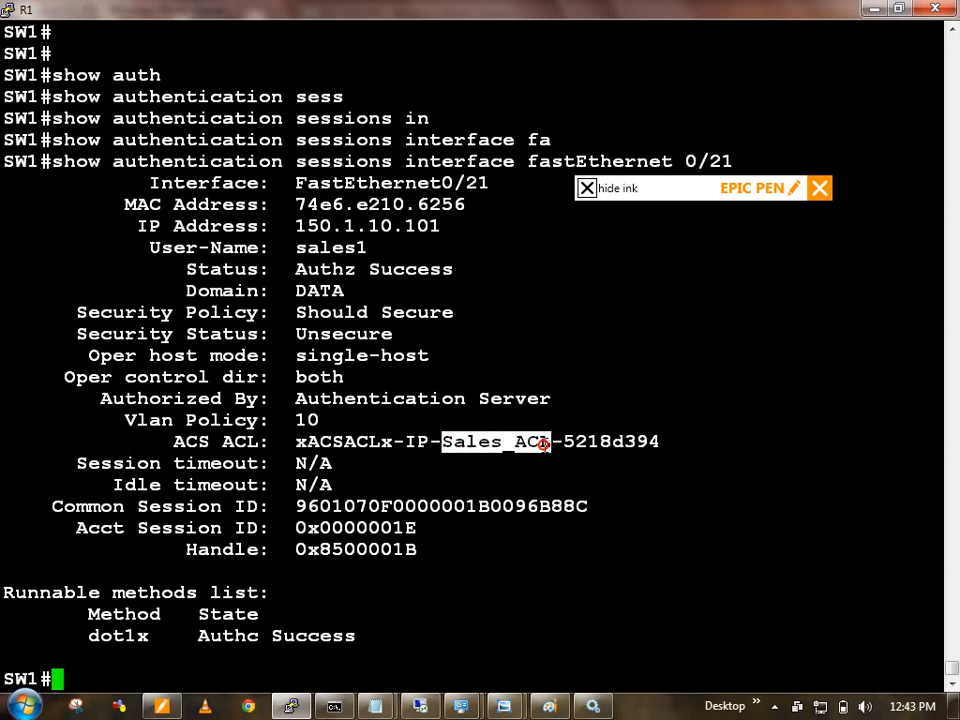 R1
SW1#
SW1#
SW1#show auth
SW1#show authentication sess
SW1#show authentication sessions in
SW1#show authentication sessions interface fa
SW1#show authentication sessions interface fastEthernet 0/21
Interface: FastEthernet0/21
hide ink EPIC PEN
MAC Address: 74e6.e210.6256
IP Address: 150.1.10.101
User-Name: sales1
Status: Authz Success
Domain: DATA
Security Policy: Should Secure
Security Status: Unsecure
Oper host mode: single-host
Oper control dir: both
Authorized By: Authentication Server
Vlan Policy: 10
ACS ACL: xACSACLx-IP-Sales_ACL-5218d394
Session timeout: N/A
Idle timeout: N/A
Common Session ID: 9601070F0000001B0096B88C
Acct Session ID: 0x0000001E
Handle: 0x8500001B
Runnable methods list:
Method State
dot1x Authc Success
SW1#
Desktop » 12:43 PM